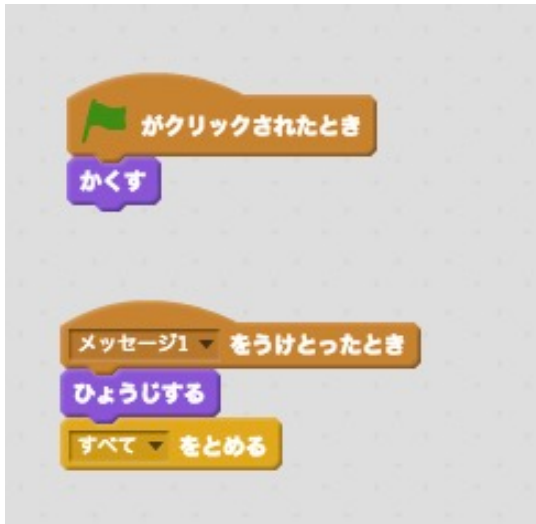 がクリックされたとき
かくす
メッセージ1 をうけとったとき
ひょうじする
すべて をとめる